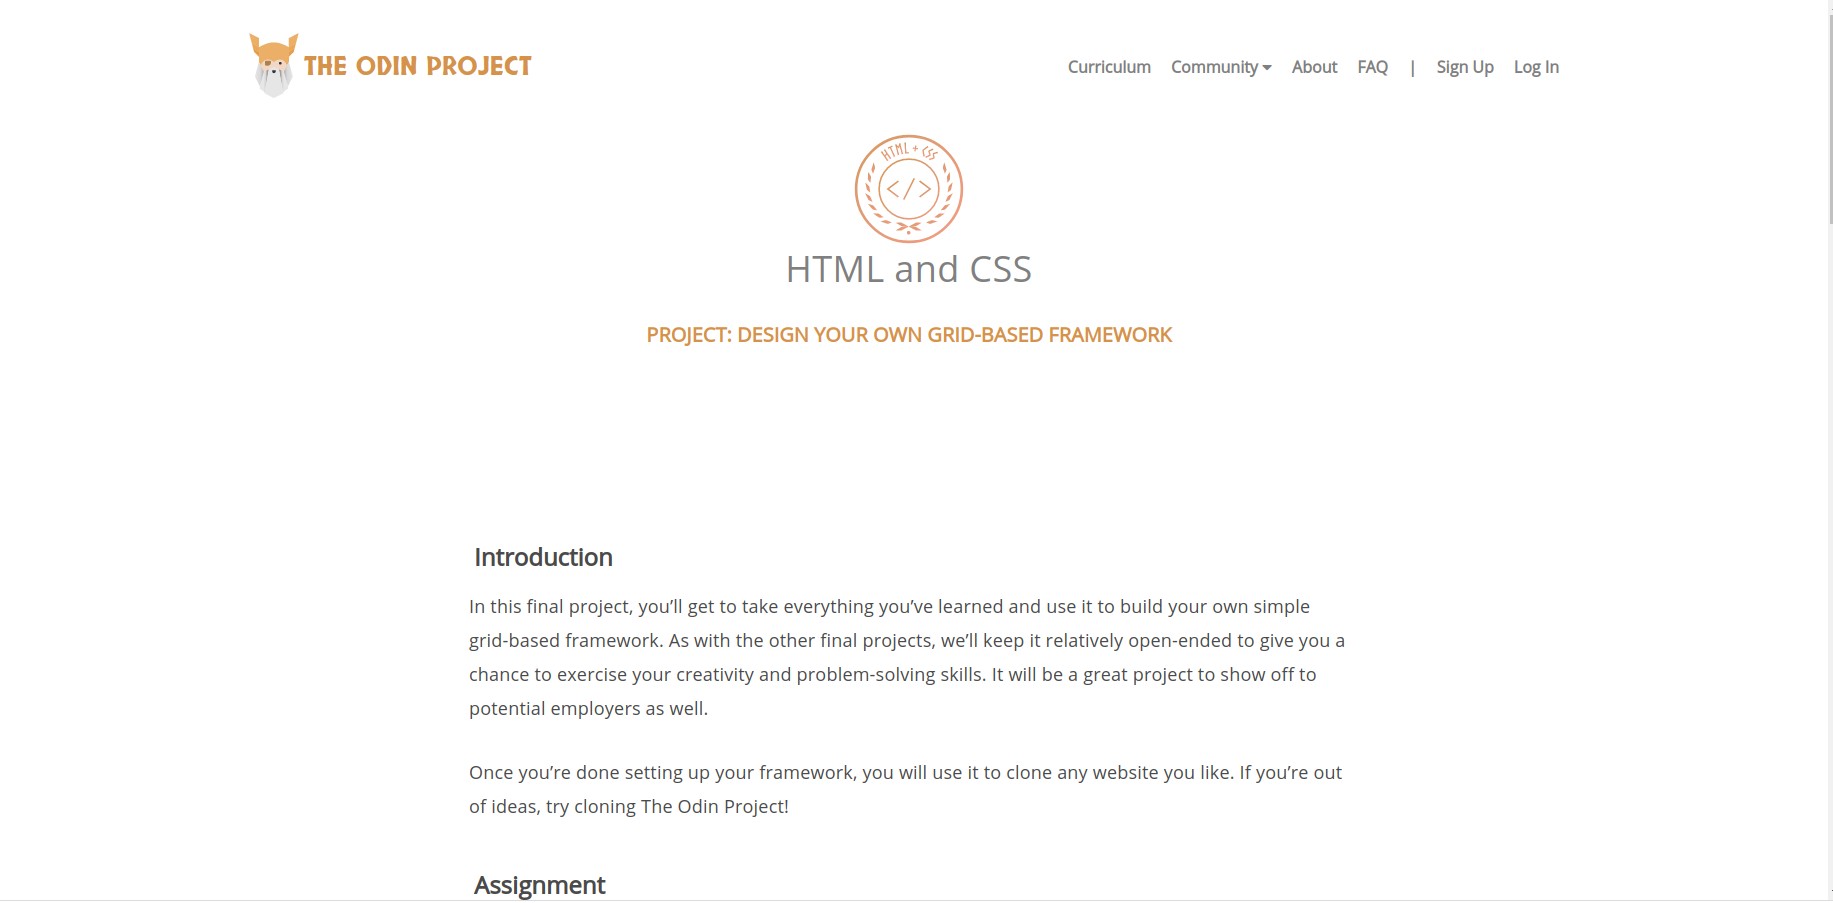 THE ODIN PROJECT
Curriculum Community About FAQ | Sign Up Log In
HTML + CSS
</>
HTML and CSS
PROJECT: DESIGN YOUR OWN GRID-BASED FRAMEWORK
Introduction
In this final project, you’ll get to take everything you’ve learned and use it to build your own simple
grid-based framework. As with the other final projects, we’ll keep it relatively open-ended to give you a
chance to exercise your creativity and problem-solving skills. It will be a great project to show off to
potential employers as well.
Once you’re done setting up your framework, you will use it to clone any website you like. If you’re out
of ideas, try cloning The Odin Project!
Assignment